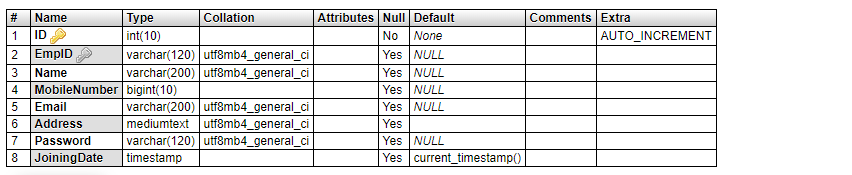 # Name Type Collation Attributes Null Default Comments Extra
1 ID int(10) No None AUTO_INCREMENT
2 EmpID varchar(120) utf8mb4_general_ci Yes NULL
3 Name varchar(200) utf8mb4_general_ci Yes NULL
4 MobileNumber bigint(10) Yes NULL
5 Email varchar(200) utf8mb4_general_ci Yes NULL
6 Address mediumtext utf8mb4_general_ci Yes
7 Password varchar(120) utf8mb4_general_ci Yes NULL
8 JoiningDate timestamp Yes current_timestamp()